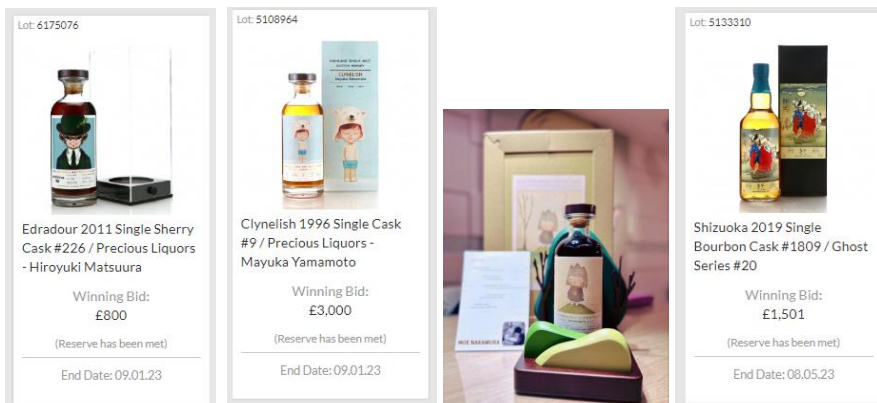 Lot: 6175076
Edradour 2011 Single Sherry
Cask #226 / Precious Liquors
- Hiroyuki Matsuura
Winning Bid:
£800
(Reserve has been met)
End Date: 09.01.23
Lot: 5108964
CLYNELISH
Clynelish 1996 Single Cask
#9 / Precious Liquors -
Mayuka Yamamoto
Winning Bid:
£3,000
(Reserve has been met)
End Date: 09.01.23
MOE NAKAMURA
Lot: 5133310
Shizuoka 2019 Single
Bourbon Cask #1809 / Ghost
Series #20
Winning Bid:
£1,501
(Reserve has been met)
End Date: 08.05.23